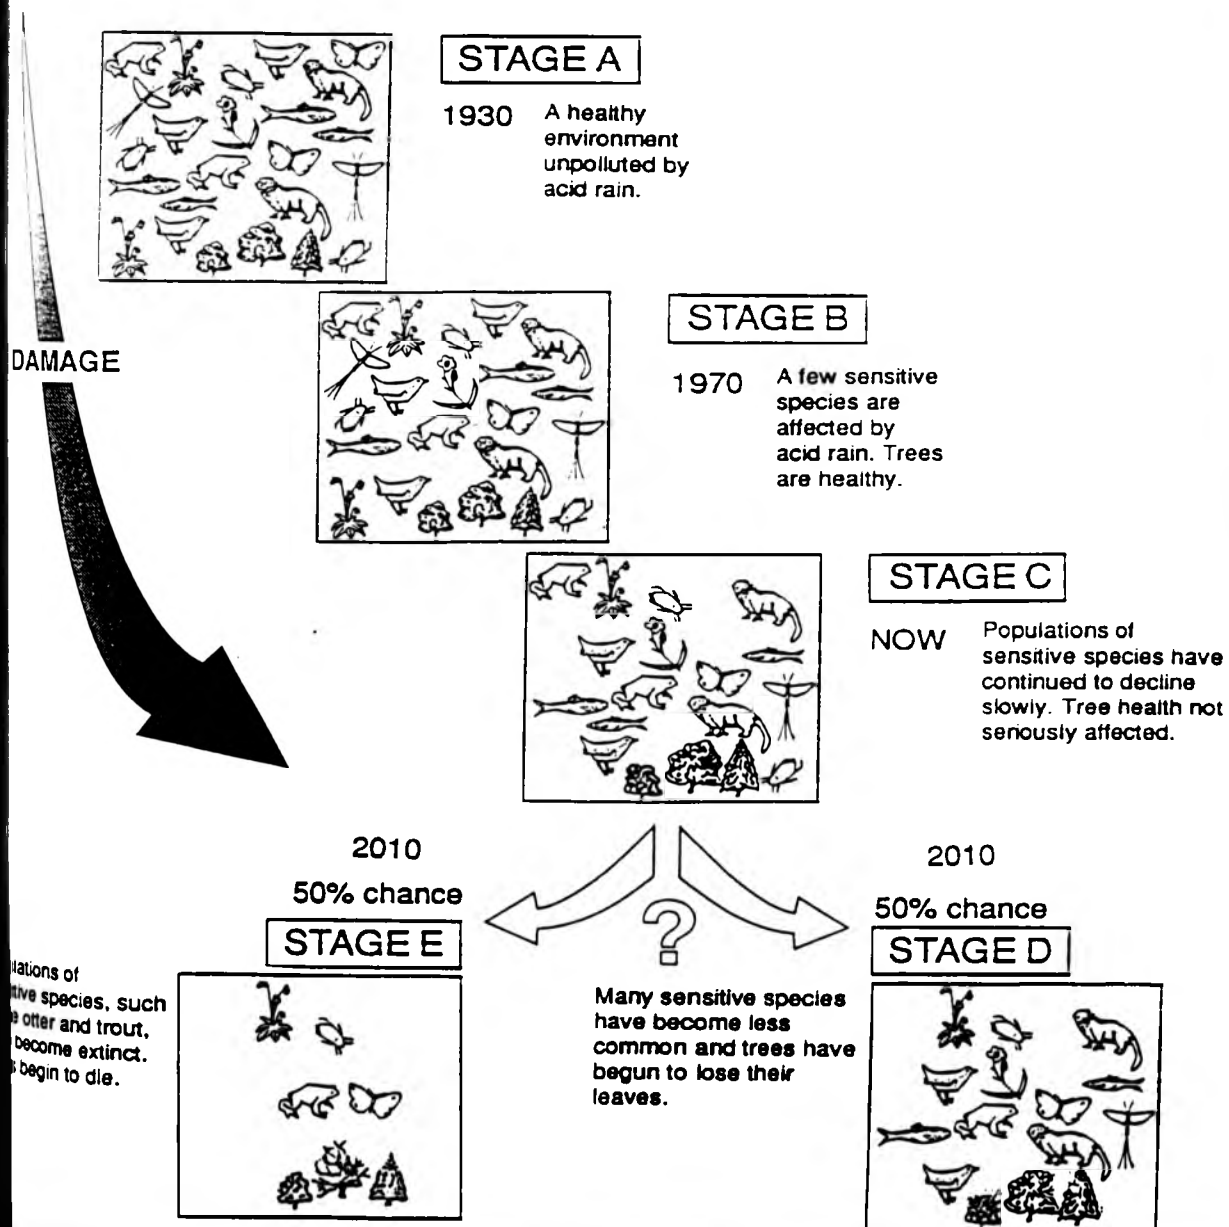 STAGE A
1930
A healthy
environment
unpolluted by
acid rain.
DAMAGE
STAGE B
1970
A few sensitive
species are
affected by
acid rain. Trees
are healthy.
STAGE C
NOW
Populations of
sensitive species have
continued to decline
slowly. Tree health not
seriously affected.
2010
50% chance
STAGE E
lations of
tive species, such
otter and trout,
become extinct.
begin to die.
?
Many sensitive species
have become less
common and trees have
begun to lose their
leaves.
2010
50% chance
STAGE D